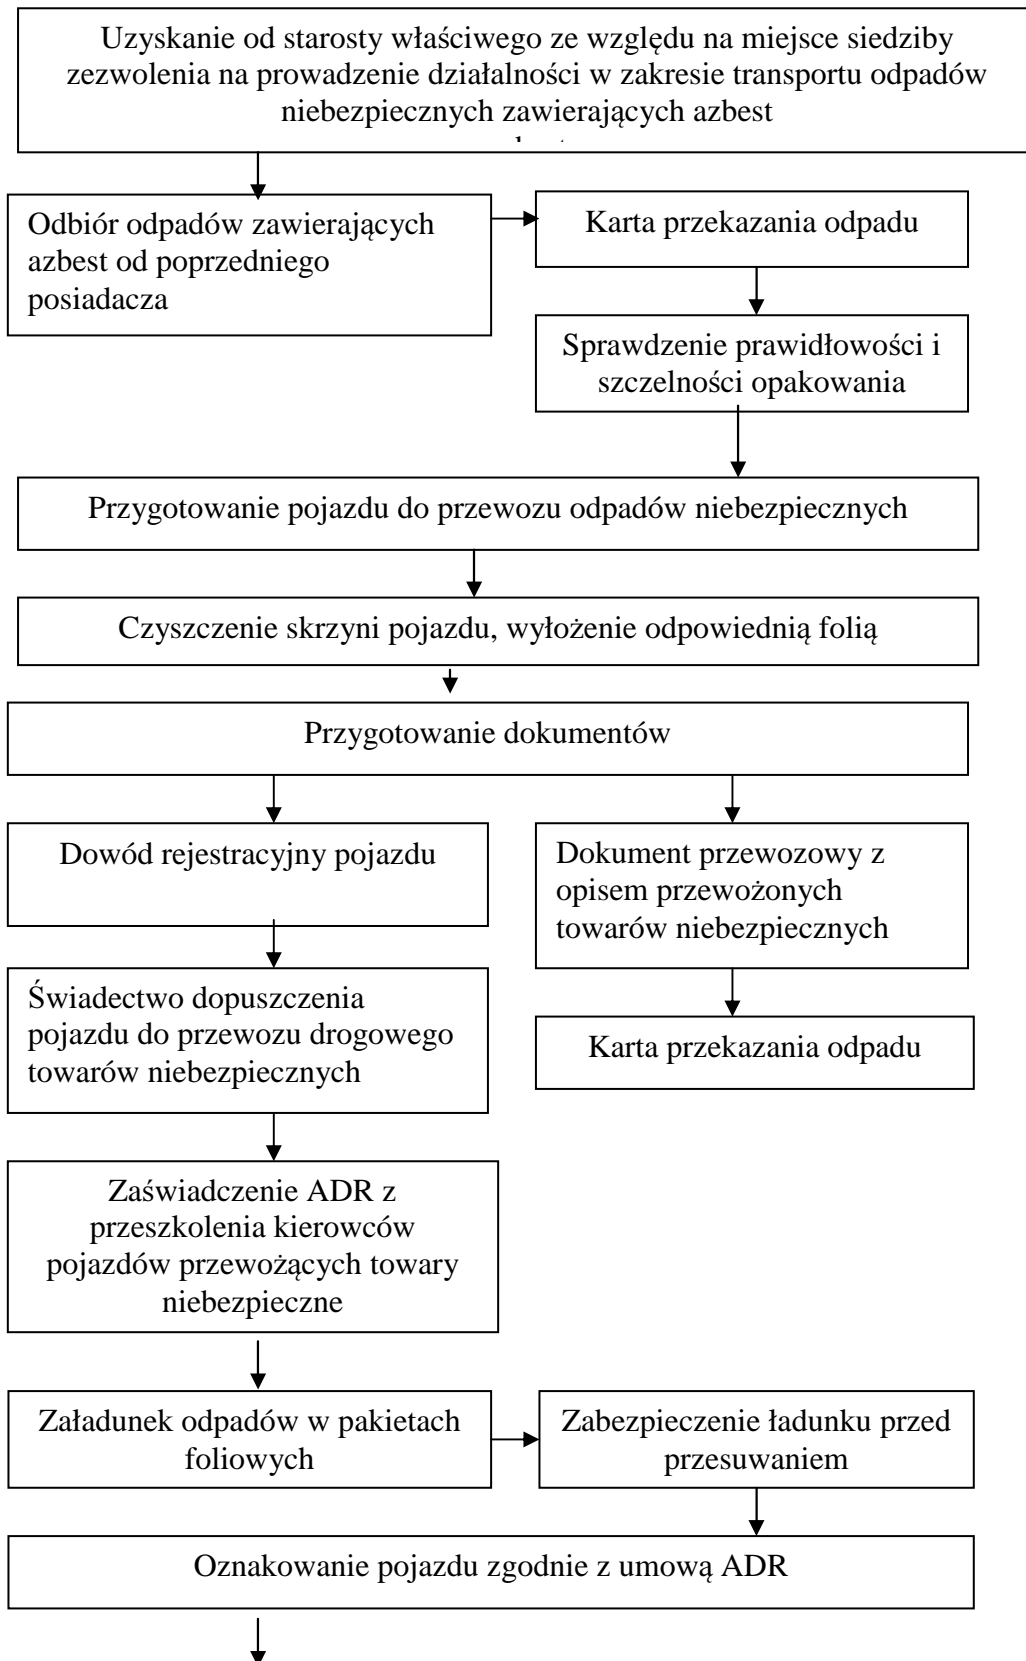 Uzyskanie od starosty właściwego ze względu na miejsce siedziby
zezwolenia na prowadzenie działalności w zakresie transportu odpadów
niebezpiecznych zawierających azbest
Odbiór odpadów zawierających
azbest od poprzedniego
posiadacza
Karta przekazania odpadu
Sprawdzenie prawidłowości i
szczelności opakowania
Przygotowanie pojazdu do przewozu odpadów niebezpiecznych
Czyszczenie skrzyni pojazdu, wyłożenie odpowiednią folią
Przygotowanie dokumentów
Dowód rejestracyjny pojazdu
Dokument przewozowy z
opisem przewożonych
towarów niebezpiecznych
Świadectwo dopuszczenia
pojazdu do przewozu drogowego
towarów niebezpiecznych
Karta przekazania odpadu
Zaświadczenie ADR z
przeszkolenia kierowców
pojazdów przewożących towary
niebezpieczne
Załadunek odpadów w pakietach
foliowych
Zabezpieczenie ładunku przed
przesuwaniem
Oznakowanie pojazdu zgodnie z umową ADR